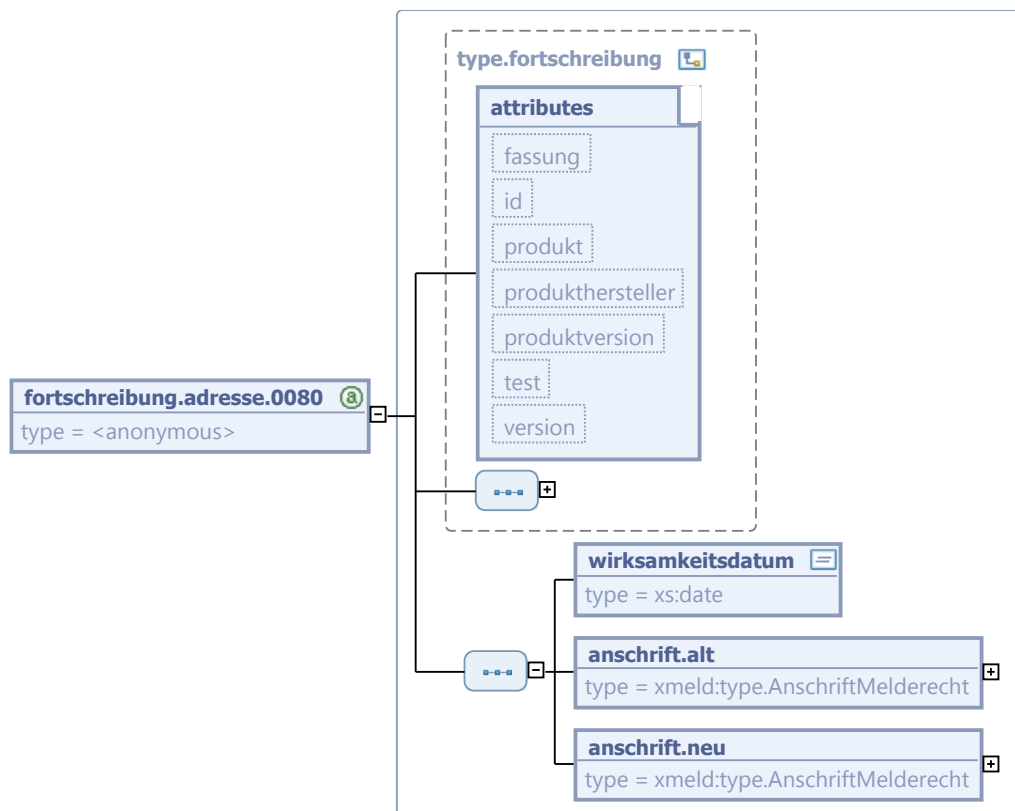 type.fortschreibung
attributes
fassung
id
produkt
produkthersteller
produktversion
test
version
fortschreibung.adresse.0080
type = <anonymous>
wirksamkeitsdatum
type = xs:date
anschrift.alt
type = xmeld:type.AnschriftMelderecht
anschrift.neu
type = xmeld:type.AnschriftMelderecht